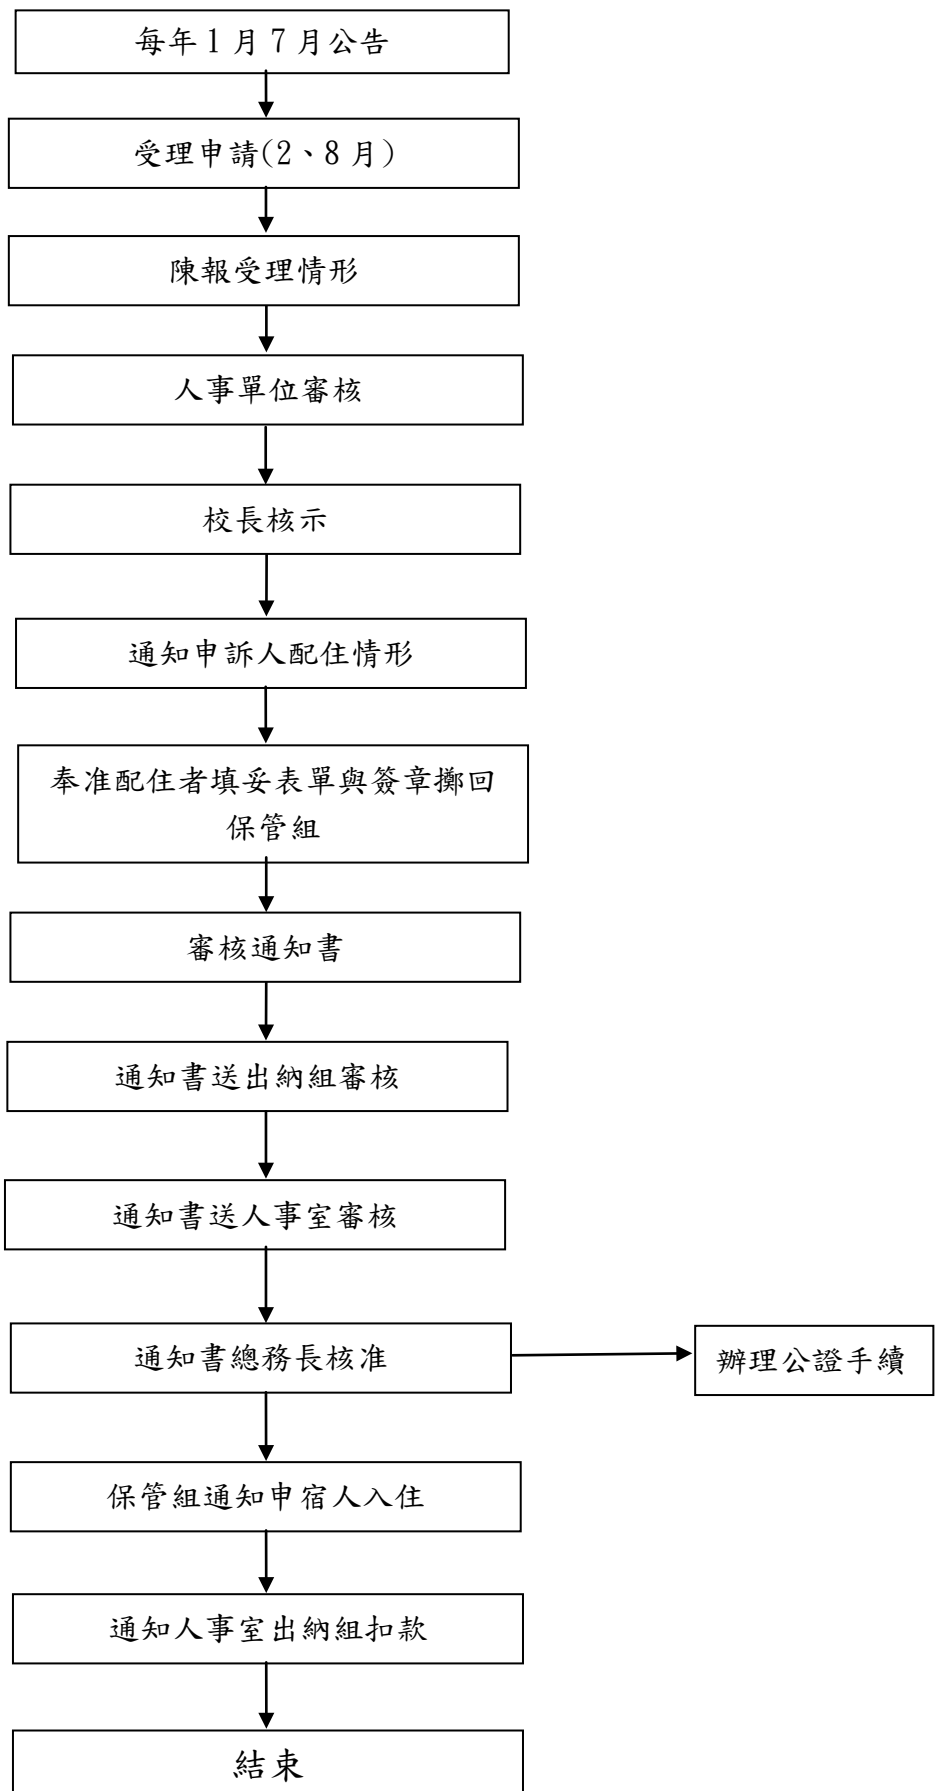 每年1月7月公告
受理申請(2、8月)
陳報受理情形
人事單位審核
校長核示
通知申訴人配住情形
奉准配住者填妥表單與簽章擲回
保管組
審核通知書
通知書送出納組審核
通知書送人事室審核
通知書總務長核准
辦理公證手續
保管組通知申宿人入住
通知人事室出納組扣款
結束